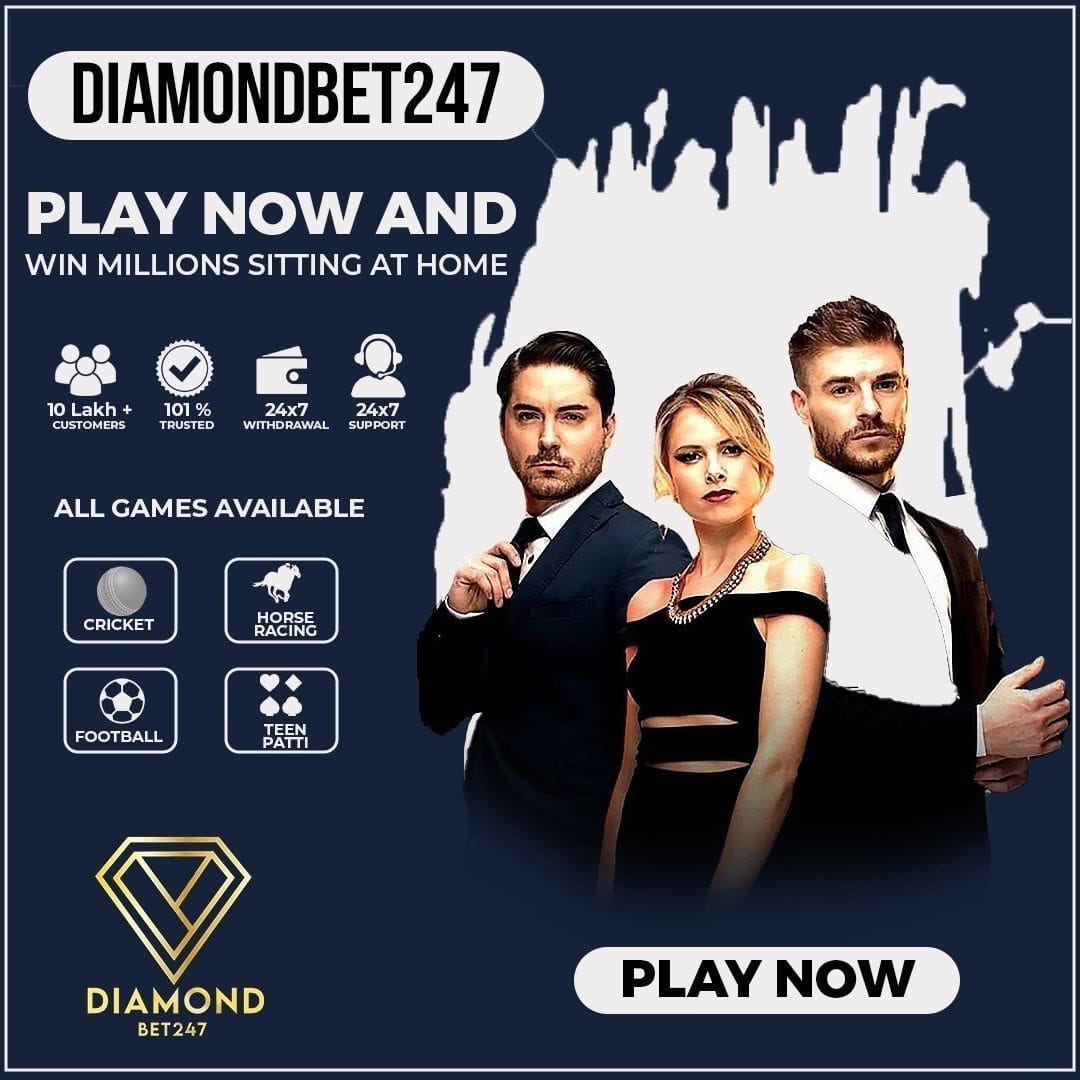 DIAMONDBET247
PLAY NOW AND
WIN MILLIONS SITTING AT HOME
10 Lakh +
CUSTOMERS
101 %
TRUSTED
24x7
WITHDRAWAL
24x7
SUPPORT
ALL GAMES AVAILABLE
CRICKET
HORSE
RACING
FOOTBALL
TEEN
PATTI
DIAMOND
BET247
PLAY NOW